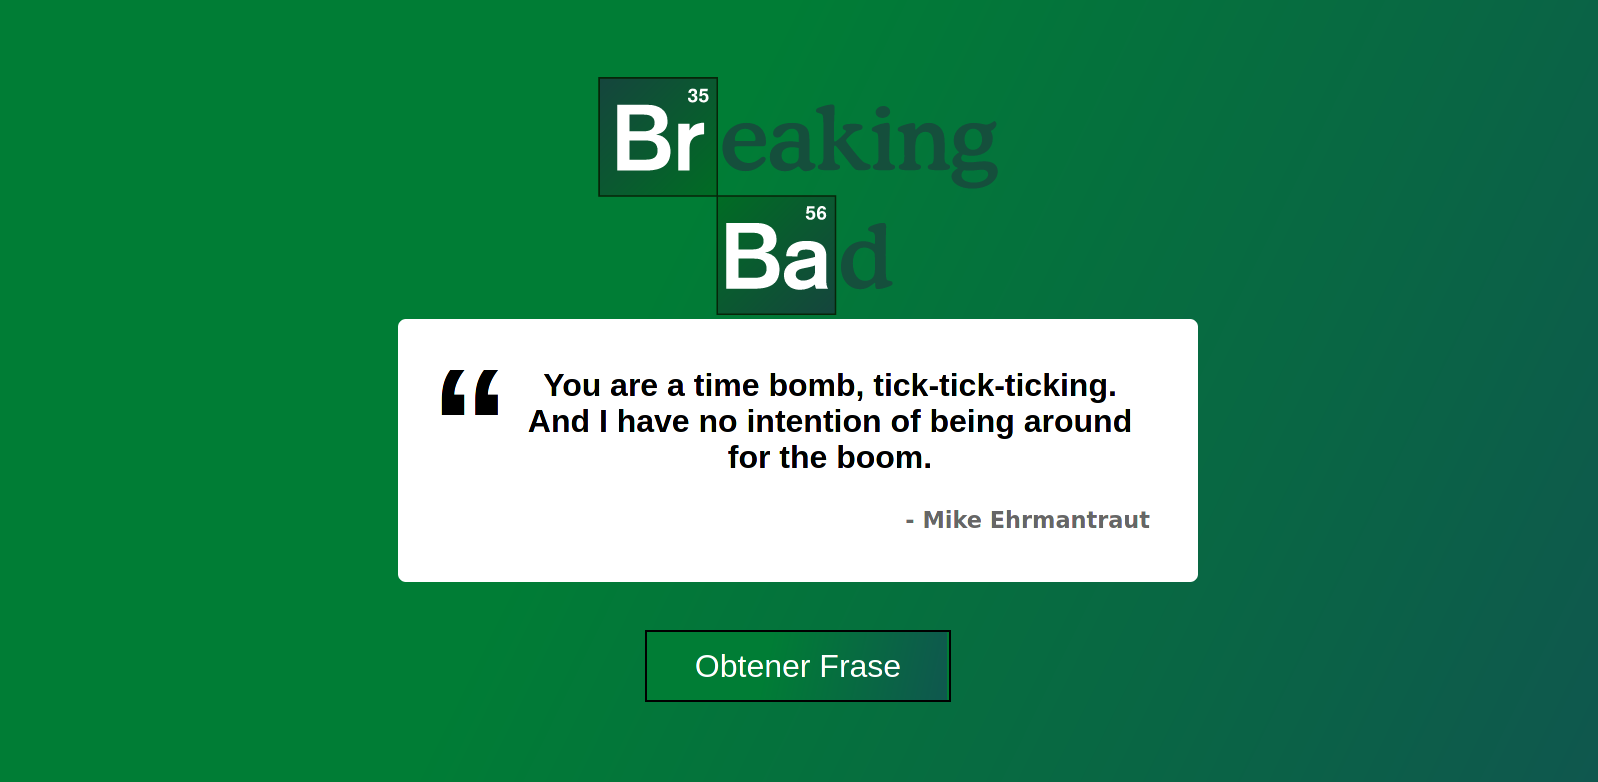 35
Breaking
56
Bad
“ You are a time bomb, tick-tick-ticking.
And I have no intention of being around
for the boom.
- Mike Ehrmantraut
Obtener Frase